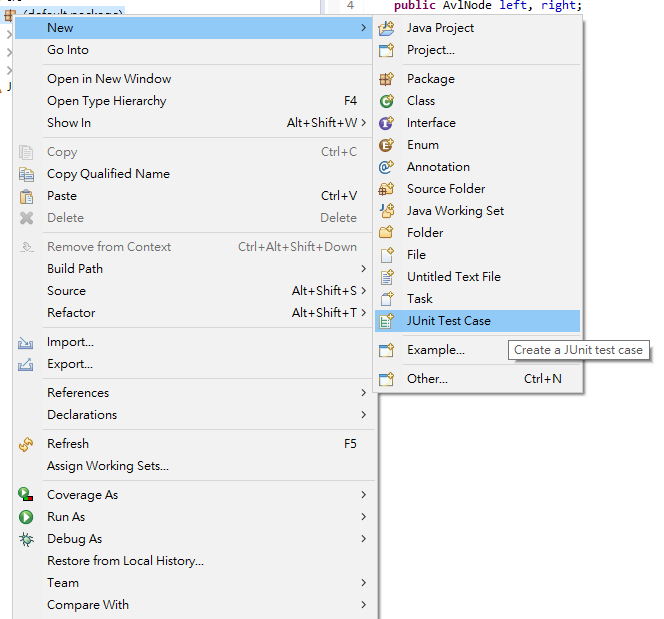 (default package)
4 public AvlNode left, right;
New
Go Into
Open in New Window
Open Type Hierarchy F4
Show In Alt+Shift+W
Copy Ctrl+C
Copy Qualified Name
Paste Ctrl+V
Delete Delete
Remove from Context Ctrl+Alt+Shift+Down
Build Path
Source Alt+Shift+S
Refactor Alt+Shift+T
Import...
Export...
References
Declarations
Refresh F5
Assign Working Sets...
Coverage As
Run As
Debug As
Restore from Local History...
Team
Compare With
Java Project
Project...
Package
Class
Interface
Enum
Annotation
Source Folder
Java Working Set
Folder
File
Untitled Text File
Task
JUnit Test Case
Example...
Create a JUnit test case
Other... Ctrl+N